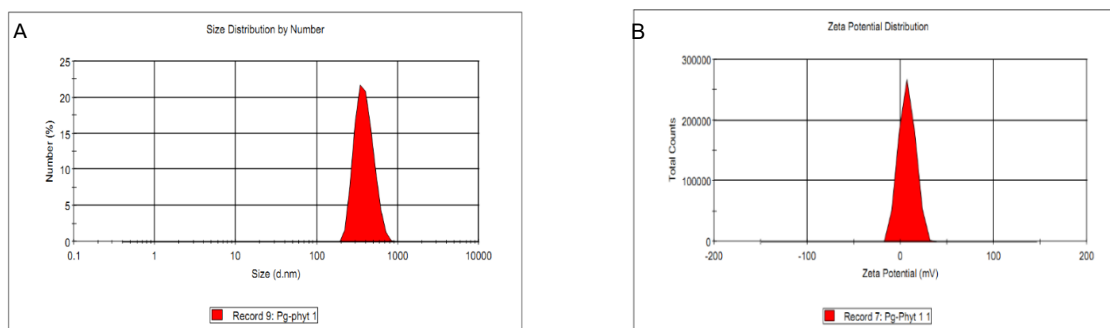 A
Size Distribution by Number
Number (%)
25
20
15
10
5
0
0.1
1
10
100
1000
10000
Size (d.nm)
Record 9: Pg-phyt 1
B
Zeta Potential Distribution
Total Counts
300000
200000
100000
0
-200
-100
0
100
200
Zeta Potential (mV)
Record 7: Pg-Phyt 1 1